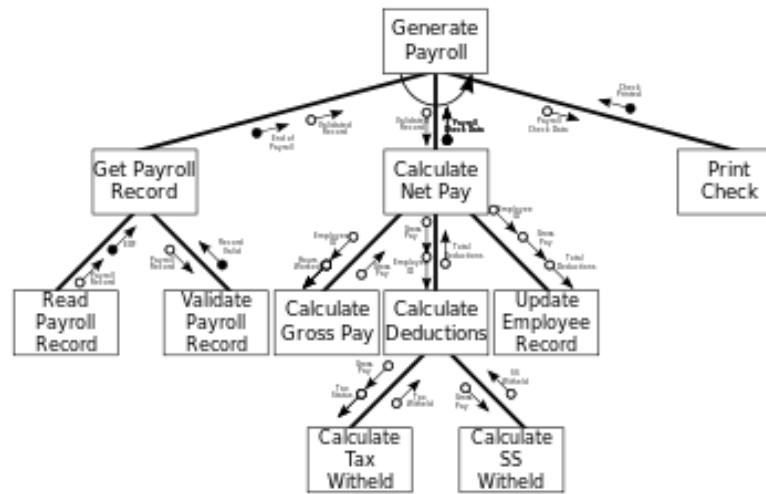 Generate
Payroll
Check
Printed
Validated
Record
End of
Payroll
Validated
Record
Payroll
Check Data
Payroll
Check Data
Get Payroll
Record
Calculate
Net Pay
Print
Check
EOF
Payroll
Record
Payroll
Record
Record
Valid
Employee
ID
Hours
Worked
Gross
Pay
Gross
Pay
Employee
ID
Total
Deductions
Employee
ID
Gross
Pay
Total
Deductions
Read
Payroll
Record
Validate
Payroll
Record
Calculate
Gross Pay
Calculate
Deductions
Update
Employee
Record
Gross
Pay
Tax
Status
Tax
Witheld
Gross
Pay
SS
Witheld
Calculate
Tax
Witheld
Calculate
SS
Witheld